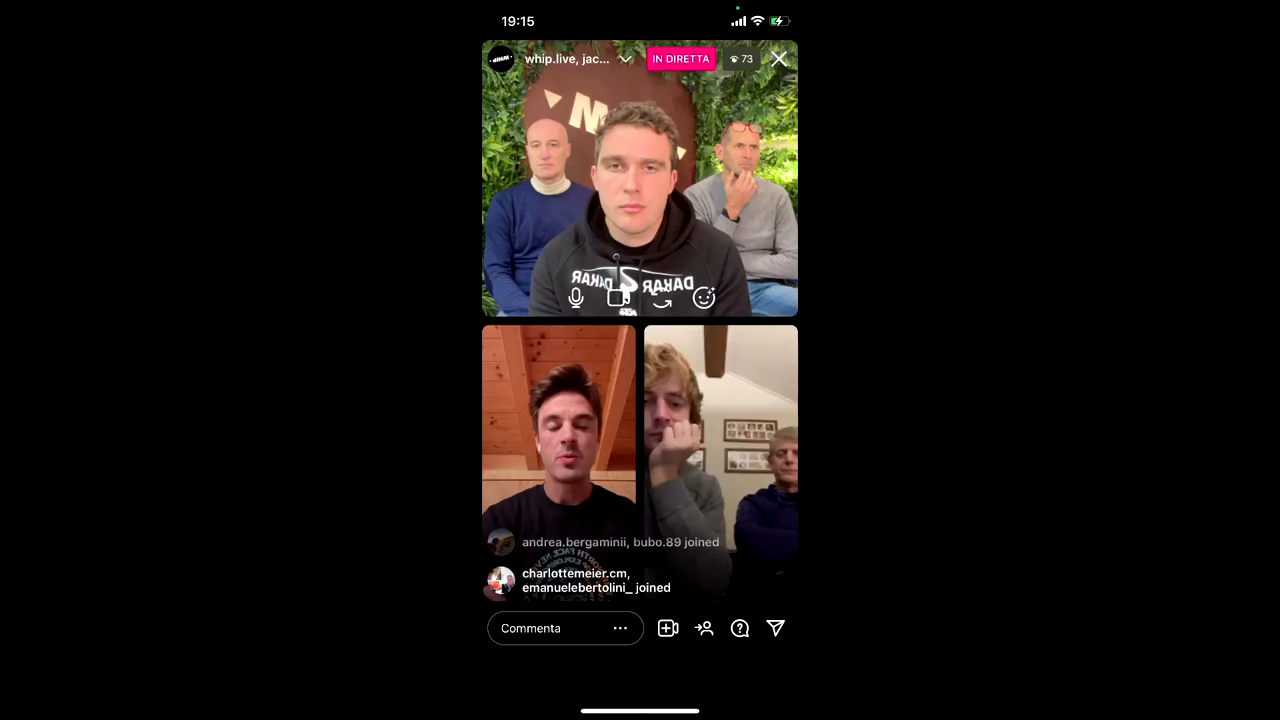 19:15
whip.live, jac...
IN DIRETTA
73
DAKAR
DAKAR
andrea.bergaminii, bubo.89 joined
charlottemeier.cm,
emanuelebertolini_ joined
Commenta